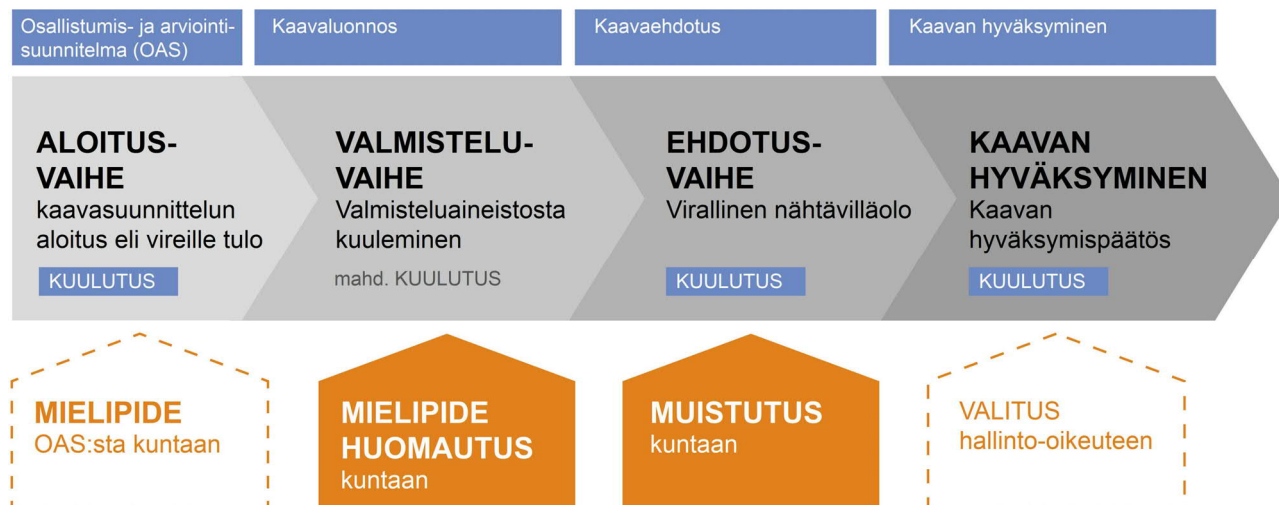 Osallistumis- ja arviointi-
suunnitelma (OAS)
Kaavaluonnos
Kaavaehdotus
Kaavan hyväksyminen
ALOITUS-
VAIHE
kaavasuunnittelun
aloitus eli vireille tulo
KUULUTUS
VALMISTELU-
VAIHE
Valmisteluaineistosta
kuuleminen
mahd. KUULUTUS
EHDOTUS-
VAIHE
Virallinen nähtävilläolo
KUULUTUS
KAAVAN
HYVÄKSYMINEN
Kaavan
hyväksymispäätös
KUULUTUS
MIELIPIDE
OAS:sta kuntaan
MIELIPIDE
HUOMAUTUS
kuntaan
MUISTUTUS
kuntaan
VALITUS
hallinto-oikeuteen